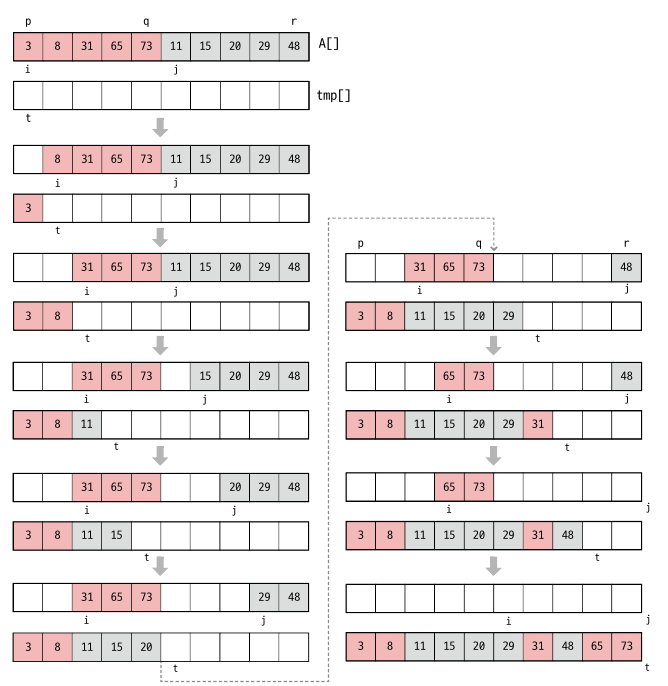 p q r
3 8 31 65 73 11 15 20 29 48 A[]
i j
tmp[]
t
8 31 65 73 11 15 20 29 48
i j
3
t
31 65 73 11 15 20 29 48
i j
3 8
t
31 65 73 15 20 29 48
i j
3 8 11
t
31 65 73 20 29 48
i j
3 8 11 15
t
31 65 73 29 48
i j
3 8 11 15 20
t
p q r
31 65 73 48
i j
3 8 11 15 20 29
t
65 73 48
i j
3 8 11 15 20 29 31
t
65 73
i j
3 8 11 15 20 29 31 48
t
i j
3 8 11 15 20 29 31 48 65 73
t